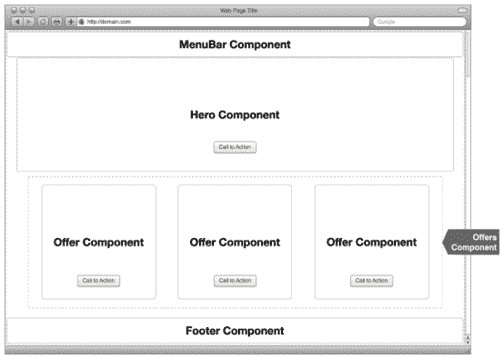 Web Page Title
http://domain.com
Google
MenuBar Component
Hero Component
Call to Action
Offer Component Offer Component Offer Component
Offers
Component
Call to Action Call to Action Call to Action
Footer Component